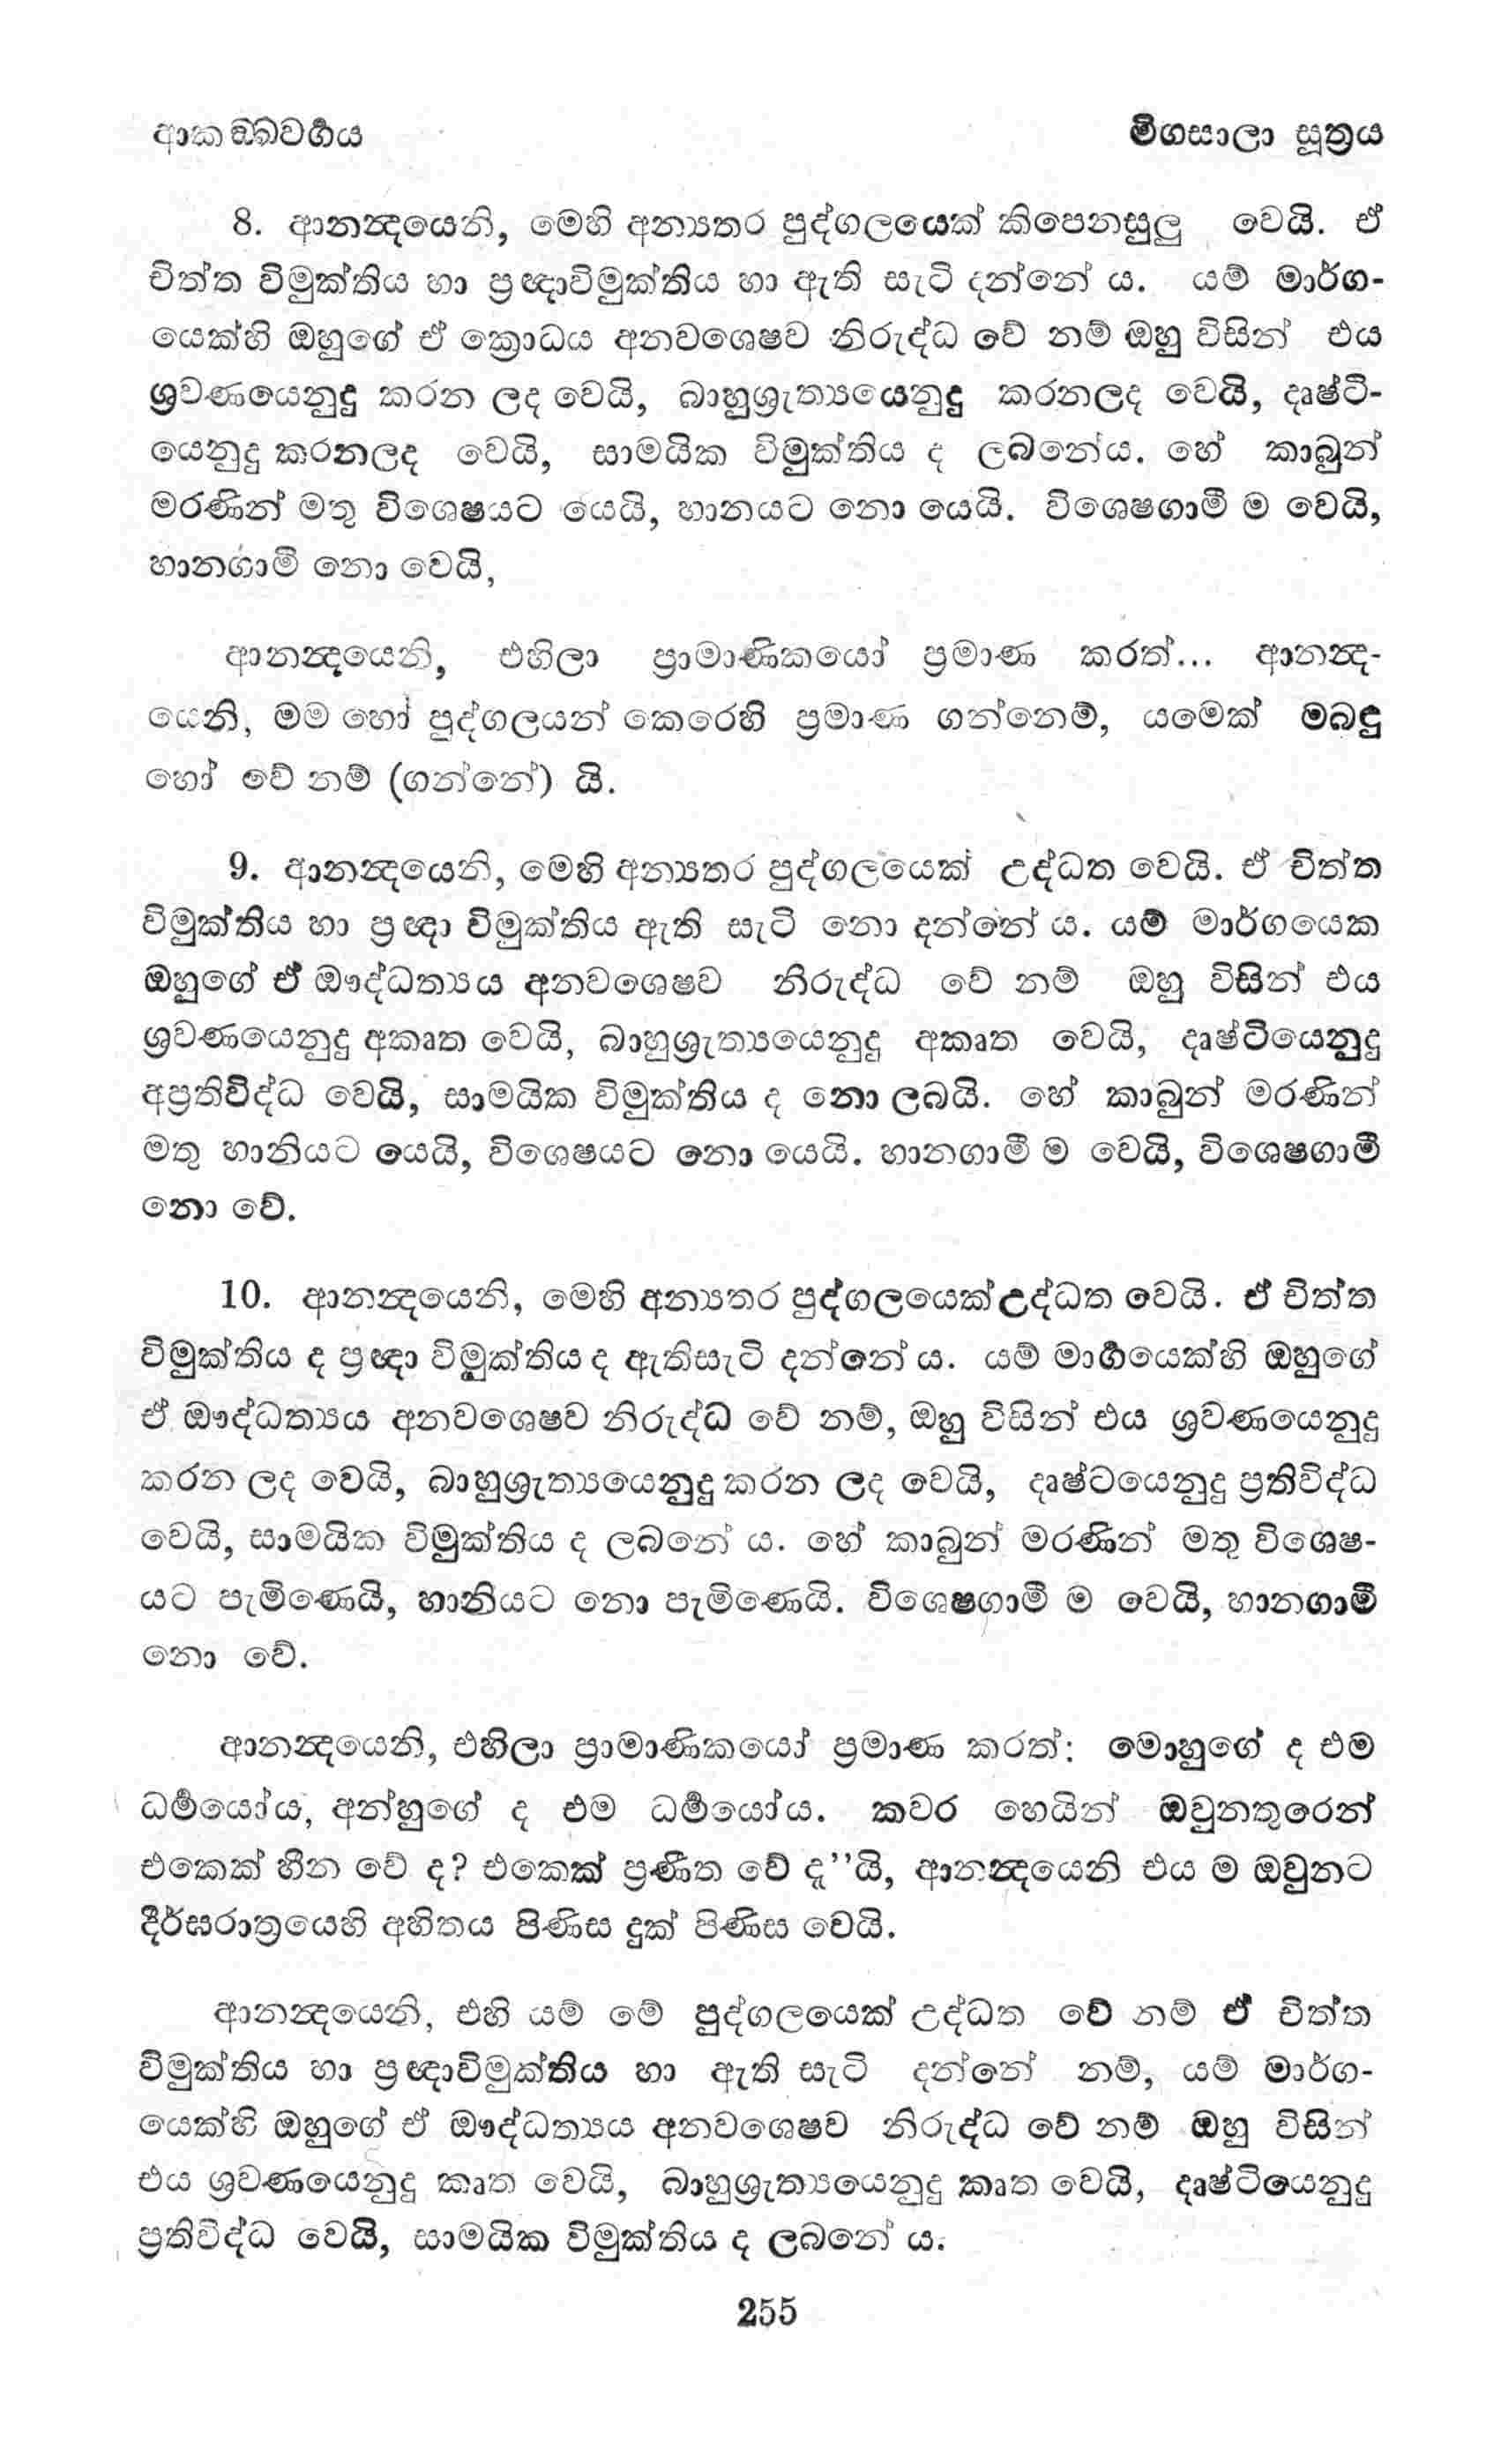 ආකඞ්ඛවර්‍ගය මිගසාලා සූත්‍රය
8. ආනන්‍දයෙනි, මෙහි අන්‍යතර පුද්ගලයෙක් කිපෙනසුලු වෙයි. ඒ
චිත්ත විමුක්තිය හා ප්‍රඥාවිමුක්තිය හා ඇති සැටි දන්නේ ය. යම් මාර්ග-
යෙක්හි ඔහුගේ ඒ ක්‍රොධය අනවශෙෂව නිරුද්ධ වේ නම් ඔහු විසින් එය
ශ්‍රවණයෙනුදු කරන ලද වෙයි, බාහුශ්‍රැත්‍යයෙනුදු කරනලද වෙයි, දෘෂ්ටි-
යෙනුදු කරනලද වෙයි, සාමයික විමුක්තිය ද ලබනේය. හේ කාබුන්
මරණින් මතු විශෙෂයට යෙයි, හානයට නො යෙයි. විශෙෂගාමී ම වෙයි,
හානගාමි නො වෙයි,
ආනන්‍දයෙනි, එහිලා ප්‍රාමාණිකයෝ ප්‍රමාණ කරත්... ආනන්‍ද-
යෙනි, මම හෝ පුද්ගලයන් කෙරෙහි ප්‍රමාණ ගන්නෙම්, යමෙක් මබඳු
හෝ වේ නම් (ගන්නේ) යි.
9. ආනන්‍දයෙනි, මෙහි අන්‍යතර පුද්ගලයෙක් උද්ධත වෙයි. ඒ චිත්ත
විමුක්තිය හා ප්‍රඥා විමුක්තිය ඇති සැටි නො දන්නේ ය. යම් මාර්ගයෙක
ඔහුගේ ඒ ඖද්ධත්‍යය අනවශෙෂව නිරුද්ධ වේ නම් ඔහු විසින් එය
ශ්‍රවණයෙනුදු අකෘත වෙයි, බාහුශ්‍රැත්‍යයෙනුදු අකෘත වෙයි, දෘෂ්ටියෙනුදු
අප්‍රතිවිද්ධ වෙයි, සාමයික විමුක්තිය ද නො ලබයි. හේ කාබුන් මරණින්
මතු හානියට යෙයි, විශෙෂයට නො යෙයි. හානගාමී ම වෙයි, විශෙෂගාමී
නො වේ.
10. ආනන්‍දයෙනි, මෙහි අන්‍යතර පුද්ගලයෙක් උද්ධත වෙයි. ඒ චිත්ත
විමුක්තිය ද ප්‍රඥා විමුක්තිය ද ඇතිසැටි දන්නේ ය. යම් මාර්‍ගයෙක්හි ඔහුගේ
ඒ ඖද්ධත්‍යය අනවශෙෂව නිරුද්ධ වේ නම්, ඔහු විසින් එය ශ්‍රවණයෙනුදු
කරන ලද වෙයි, බාහුශ්‍රැත්‍යයෙනුදු කරන ලද වෙයි, දෘෂ්ටයෙනුදු ප්‍රතිවිද්ධ
වෙයි, සාමයික විමුක්තිය ද ලබනේ ය. හේ කාබුන් මරණින් මතු විශෙෂ-
යට පැමිණෙයි, හානියට නො පැමිණෙයි. විශෙෂගාමී ම වෙයි, හානගාමී
නො වේ.
ආනන්‍දයෙනි, එහිලා ප්‍රාමාණිකයෝ ප්‍රමාණ කරත්: මොහුගේ ද එම
ධර්‍මයෝය, අන්හුගේ ද එම ධර්‍මයෝය. කවර හෙයින් ඔවුනතුරෙන්
එකෙක් හීන වේ ද? එකෙක් ප්‍රණීත වේ ද’’යි, ආනන්‍දයෙනි එය ම ඔවුනට
දීර්ඝරාත්‍රයෙහි අහිතය පිණිස දුක් පිණිස වෙයි.
ආනන්‍දයෙනි, එහි යම් මේ පුද්ගලයෙක් උද්ධත වේ නම් ඒ චිත්ත
විමුක්තිය හා ප්‍රඥාවිමුක්තිය හා ඇති සැටි දන්නේ නම්, යම් මාර්ග-
යෙක්හි ඔහුගේ ඒ ඖද්ධත්‍යය අනවශෙෂව නිරුද්ධ වේ නම් ඔහු විසින්
එය ශ්‍රවණයෙනුදු කෘත වෙයි, බාහුශ්‍රැත්‍යයෙනුදු කෘත වෙයි, දෘෂ්ටියෙනුදු
ප්‍රතිවිද්ධ වෙයි, සාමයික විමුක්තිය ද ලබනේ ය.
255